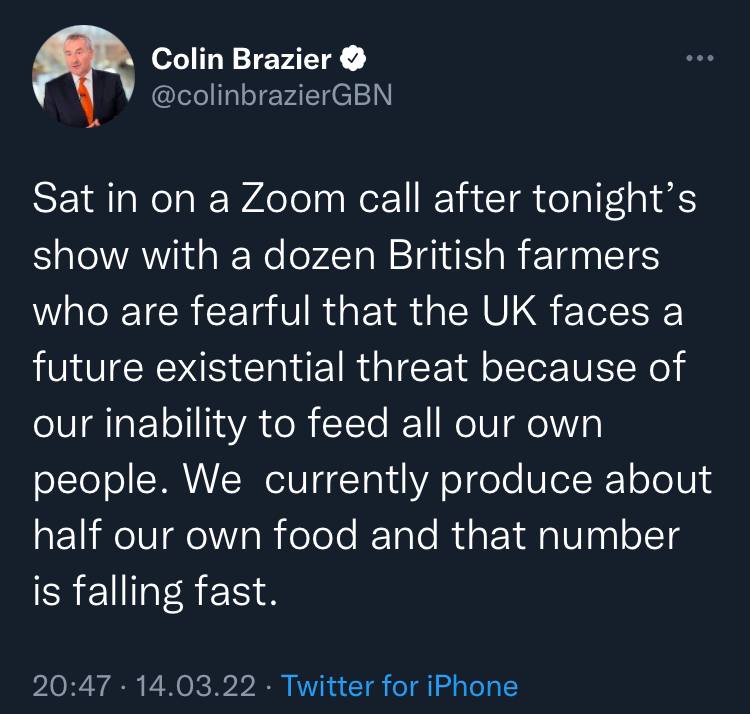 Colin Brazier
@colinbrazierGBN
Sat in on a Zoom call after tonight’s
show with a dozen British farmers
who are fearful that the UK faces a
future existential threat because of
our inability to feed all our own
people. We  currently produce about
half our own food and that number
is falling fast.
20:47 · 14.03.22 · Twitter for iPhone